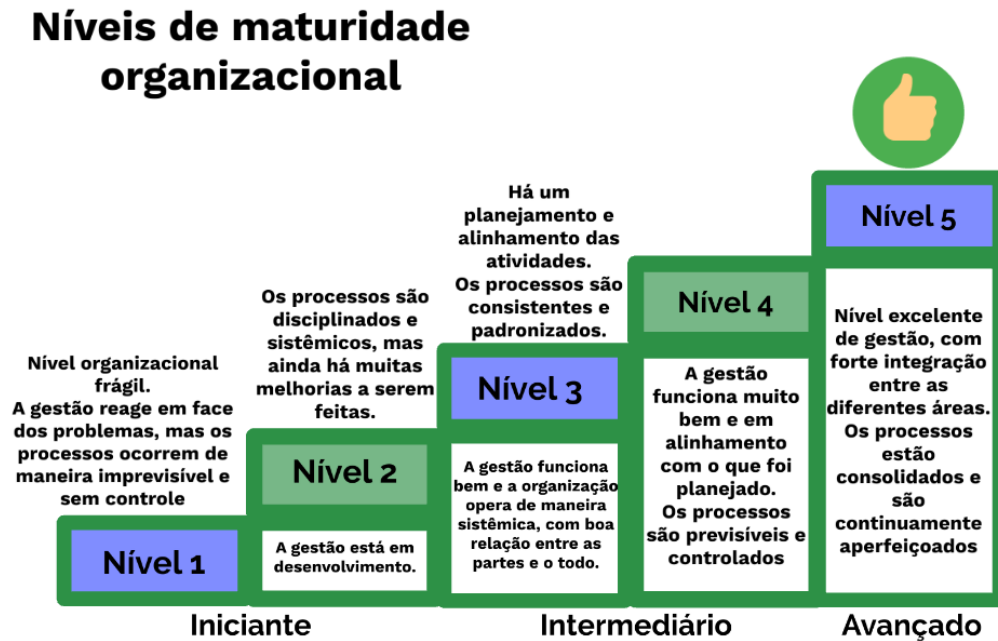 Níveis de maturidade
organizacional
Nível organizacional
frágil.
A gestão reage em face
dos problemas, mas os
processos ocorrem de
maneira imprevisível e
sem controle
Nível 1
Os processos são
disciplinados e
sistêmicos, mas
ainda há muitas
melhorias a serem
feitas.
Nível 2
A gestão está em
desenvolvimento.
Há um
planejamento e
alinhamento das
atividades.
Os processos são
consistentes e
padronizados.
Nível 3
A gestão funciona
bem e a organização
opera de maneira
sistêmica, com boa
relação entre as
partes e o todo.
Nível 4
A gestão
funciona muito
bem e em
alinhamento
com o que foi
planejado.
Os processos
são previsíveis e
controlados
Nível 5
Nível excelente
de gestão, com
forte integração
entre as
diferentes áreas.
Os processos
estão
consolidados e
são
continuamente
aperfeiçoados
Iniciante
Intermediário
Avançado